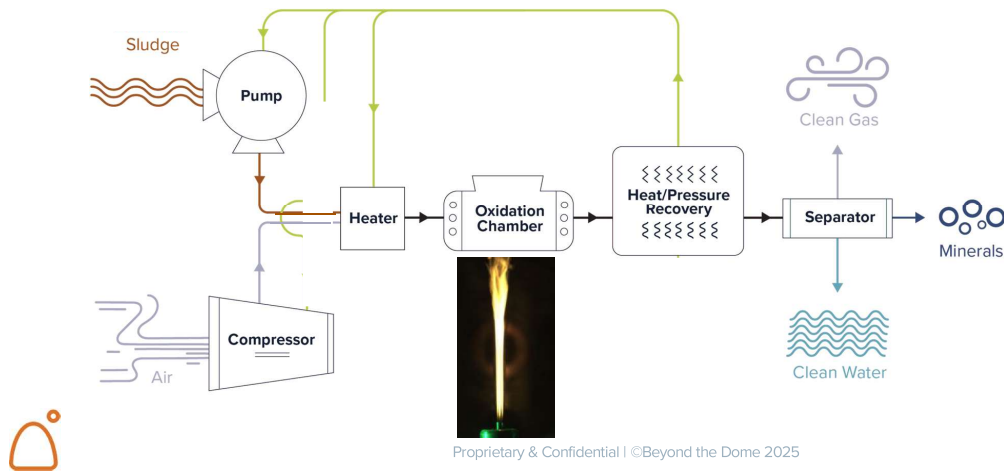 Sludge
Pump
Clean Gas
Heater
Oxidation
Chamber
Heat/Pressure
Recovery
Separator
Minerals
Compressor
Air
Clean Water
Proprietary & Confidential | ©Beyond the Dome 2025